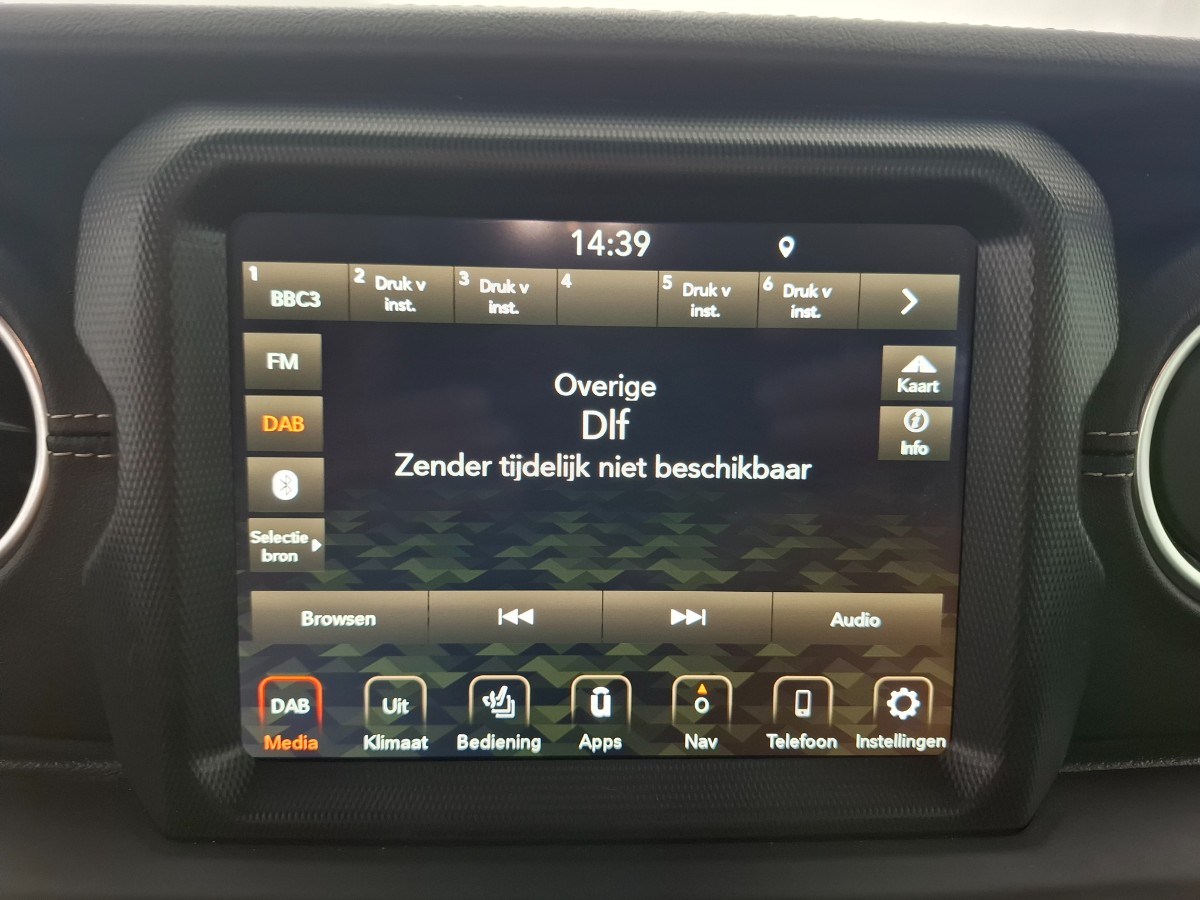 14:39
1 BBC3
2 Druk v
inst.
3 Druk v
inst.
4
5 Druk v
inst.
6 Druk v
inst.
FM
DAB
Selectie
bron
Overige
Dlf
Zender tijdelijk niet beschikbaar
Kaart
Info
Browsen
Audio
DAB
Media
Uit
Klimaat
Bediening
Apps
Nav
Telefoon
Instellingen